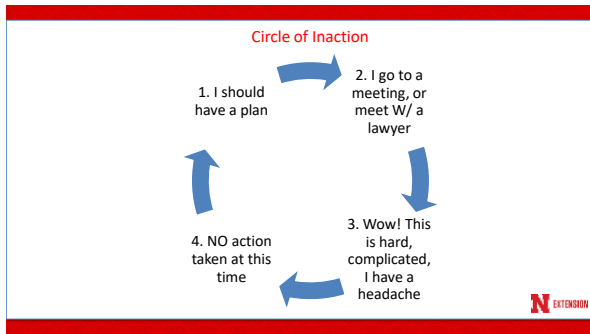 Circle of Inaction
1. I should
have a plan
2. I go to a
meeting, or
meet W/ a
lawyer
3. Wow! This
is hard,
complicated,
I have a
headache
4. NO action
taken at this
time
N EXTENSION